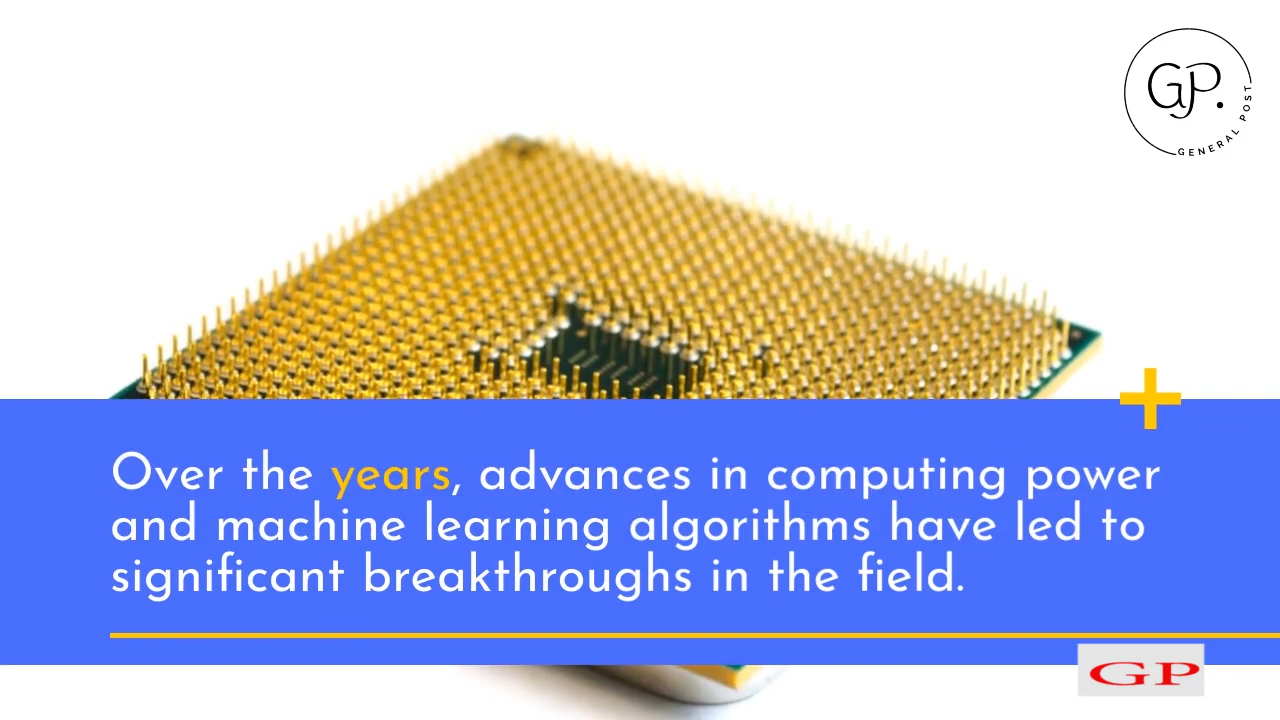 GP.
GENERAL POST
Over the years, advances in computing power
and machine learning algorithms have led to
significant breakthroughs in the field.
GP